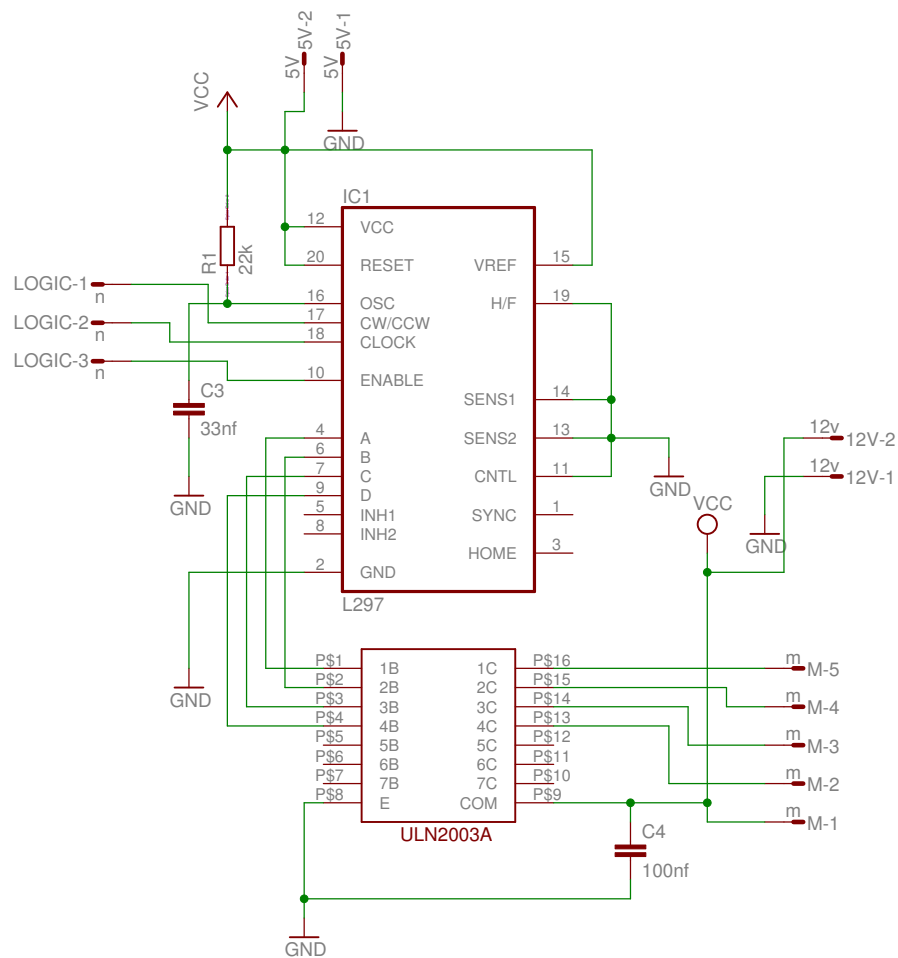 5V 5V-2
5V 5V-1
VCC
GND
IC1
12 VCC
20 RESET
VREF 15
R1
22k
LOGIC-1
n
16 OSC
H/F 19
17 CW/CCW
LOGIC-2
n
18 CLOCK
LOGIC-3
n
10 ENABLE
C3
33nf
SENS1 14
4 A
SENS2 13
12v
12V-2
6 B
7 C
CNTL 11
12v
12V-1
9 D
GND
GND
5 INH1
SYNC 1
VCC
8 INH2
GND
HOME 3
2 GND
L297
GND
P$1 1B
1C P$16
m
M-5
P$2 2B
2C P$15
P$3 3B
3C P$14
m
M-4
P$4 4B
4C P$13
P$5 5B
5C P$12
m
M-3
P$6 6B
6C P$11
P$7 7B
7C P$10
m
M-2
P$8 E
COM P$9
m
M-1
ULN2003A
C4
100nf
GND